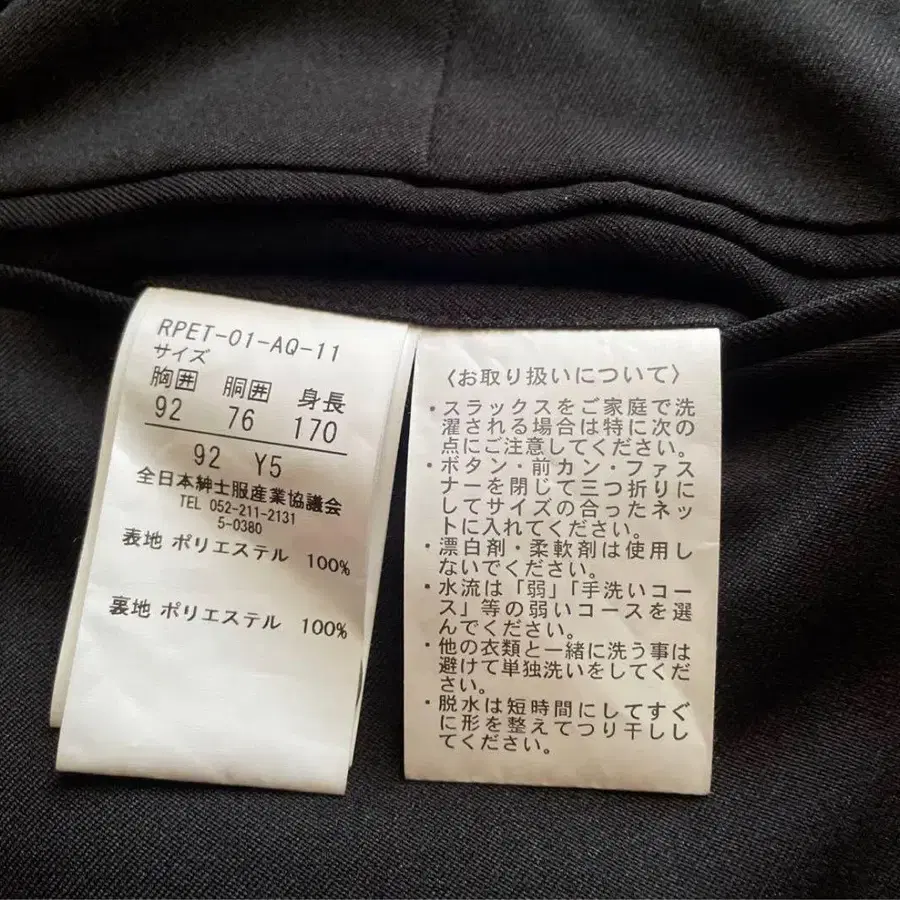 RPET-01-AQ-11
サイズ
胸囲 胴囲 身長
92 76 170
92 Y5
全日本紳士服産業協議会
TEL 052-211-2131
5-0380
表地 ポリエステル 100%
裏地 ポリエステル 100%
〈お取り扱いについて〉
・スラックスをご家庭で洗
濯される場合は特に次の
点にご注意してください。
・ボタン・前カン・ファス
ナーを閉じて三つ折りに
してサイズの合ったネッ
トに入れてください。
・漂白剤・柔軟剤は使用し
ないでください。
・水流は「弱」「手洗いコー
ス」等の弱いコースを選
んでください。
・他の衣類と一緒に洗う事は
避けて単独洗いをしてくだ
さい。
・脱水は短時間にしてすぐ
に形を整えてつり干しし
てください。